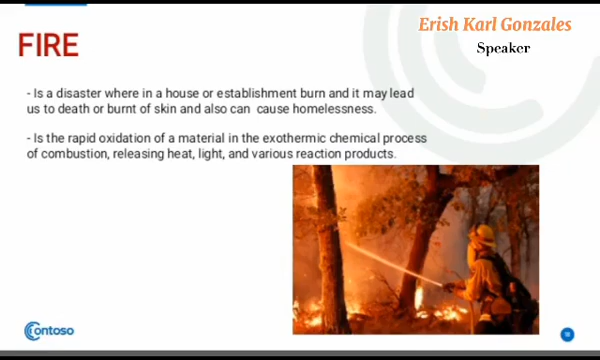 Erish Karl Gonzales
Speaker
FIRE
- Is a disaster where in a house or establishment burn and it may lead
us to death or burnt of skin and also can cause homelessness.
- Is the rapid oxidation of a material in the exothermic chemical process
of combustion, releasing heat, light, and various reaction products.
Contoso